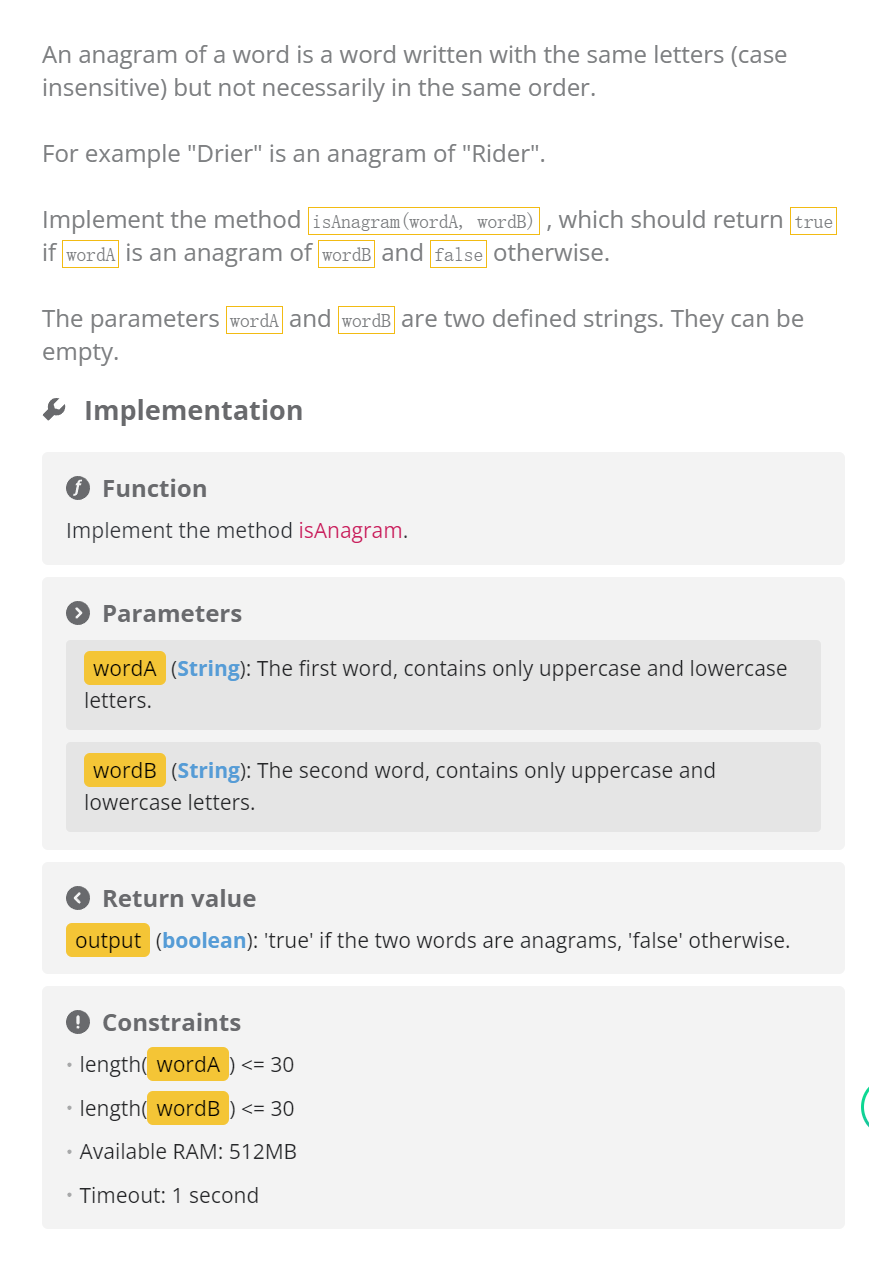 An anagram of a word is a word written with the same letters (case
insensitive) but not necessarily in the same order.
For example "Drier" is an anagram of "Rider".
Implement the method isAnagram(wordA, wordB) , which should return true
if wordA is an anagram of wordB and false otherwise.
The parameters wordA and wordB are two defined strings. They can be
empty.
Implementation
Function
Implement the method isAnagram.
Parameters
wordA (String): The first word, contains only uppercase and lowercase
letters.
wordB (String): The second word, contains only uppercase and
lowercase letters.
Return value
output (boolean): 'true' if the two words are anagrams, 'false' otherwise.
Constraints
• length( wordA ) <= 30
• length( wordB ) <= 30
• Available RAM: 512MB
• Timeout: 1 second